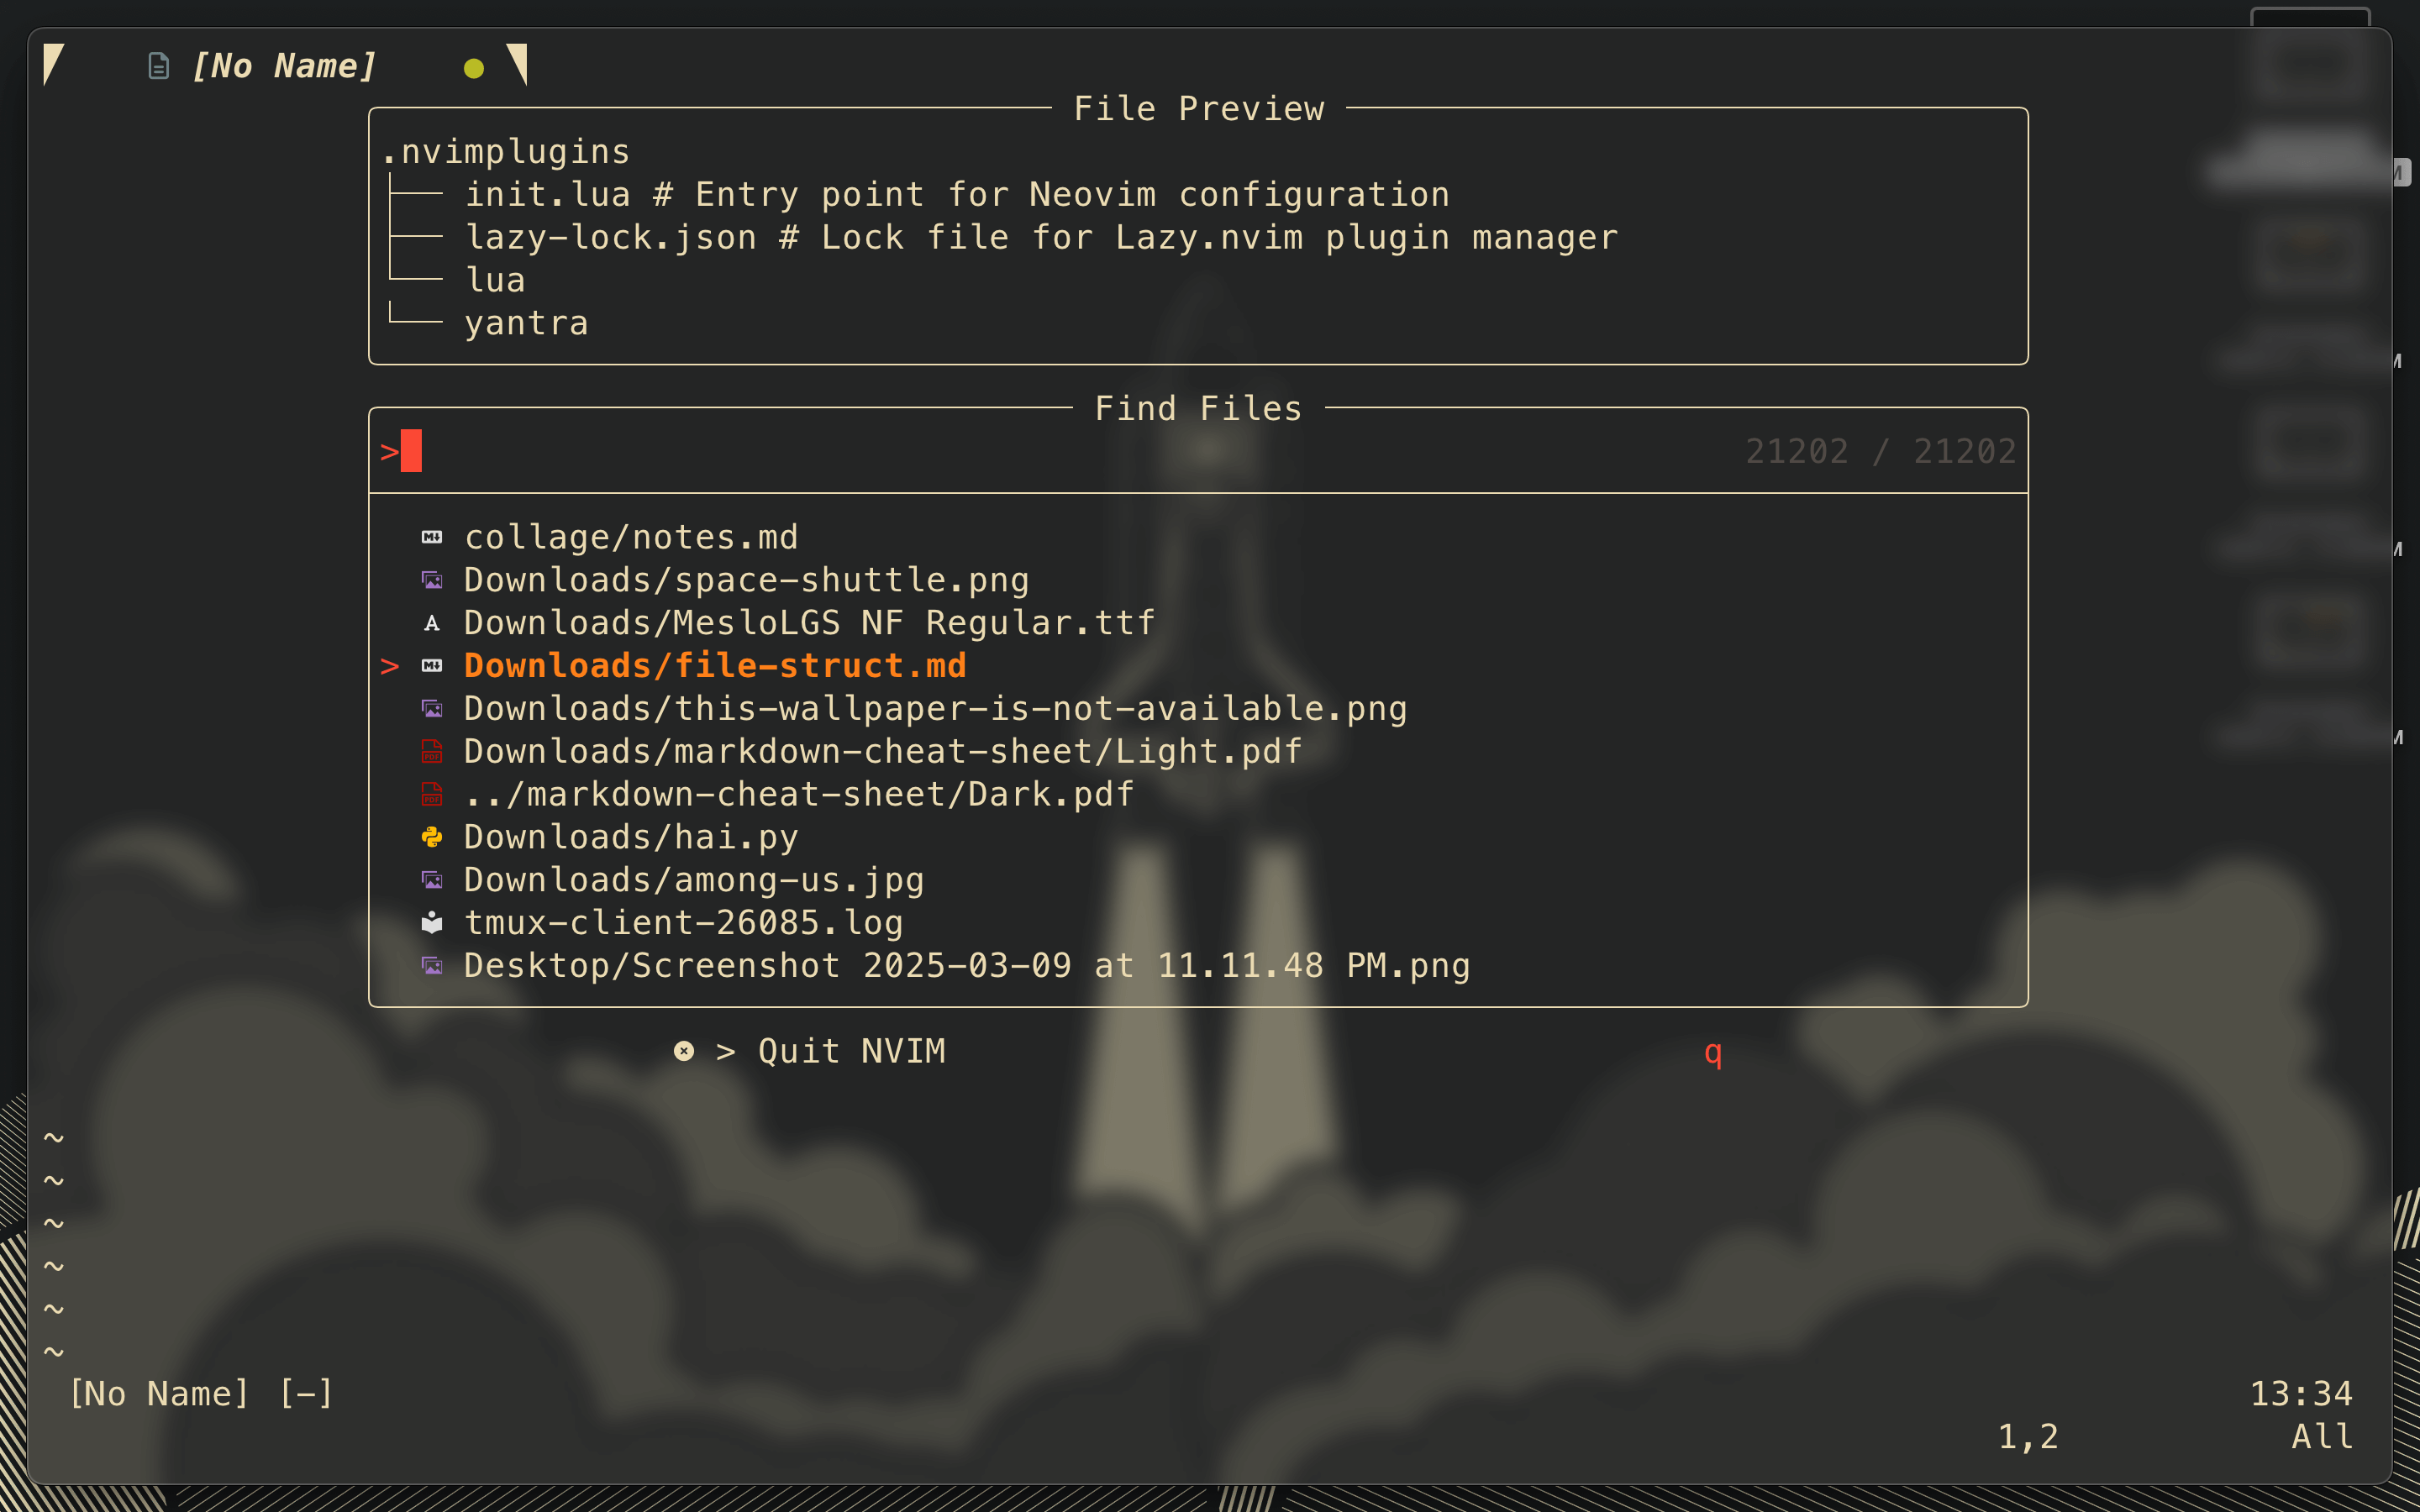 [No Name] ●
File Preview
.nvimplugins
├── init.lua # Entry point for Neovim configuration
├── lazy-lock.json # Lock file for Lazy.nvim plugin manager
└── lua
└── yantra
Find Files
> 21202 / 21202
collage/notes.md
Downloads/space-shuttle.png
Downloads/MesloLGS NF Regular.ttf
> Downloads/file-struct.md
Downloads/this-wallpaper-is-not-available.png
Downloads/markdown-cheat-sheet/Light.pdf
../markdown-cheat-sheet/Dark.pdf
Downloads/hai.py
Downloads/among-us.jpg
tmux-client-26085.log
Desktop/Screenshot 2025-03-09 at 11.11.48 PM.png
> Quit NVIM q
~
~
~
~
~
~
[No Name] [-] 13:34
1,2 All